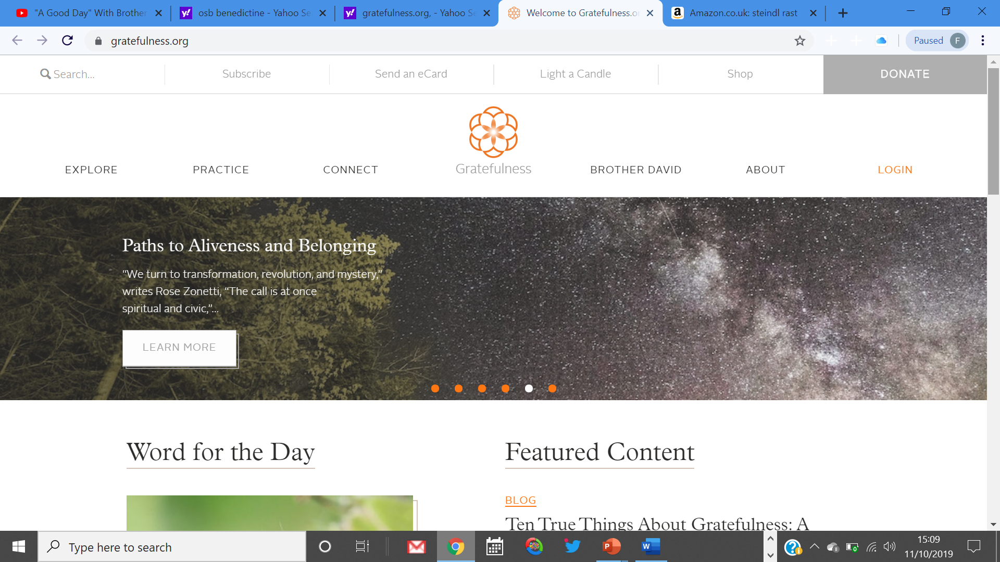 "A Good Day" With Brother
osb benedictine - Yahoo Se
gratefulness.org, - Yahoo Se
Welcome to Gratefulness.or
Amazon.co.uk: steindl rast
gratefulness.org
Paused
F
Search...
Subscribe
Send an eCard
Light a Candle
Shop
DONATE
EXPLORE
PRACTICE
CONNECT
Gratefulness
BROTHER DAVID
ABOUT
LOGIN
Paths to Aliveness and Belonging
“We turn to transformation, revolution, and mystery,”
writes Rose Zonetti, “The call is at once
spiritual and civic,”...
LEARN MORE
Word for the Day
Featured Content
BLOG
Ten True Things About Gratefulness: A
Type here to search
15:09
11/10/2019